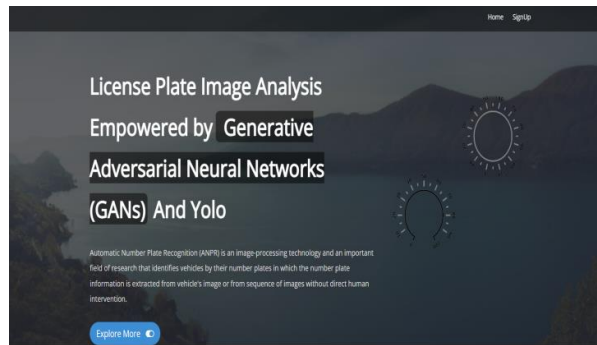 Home SignUp
License Plate Image Analysis
Empowered by Generative
Adversarial Neural Networks
(GANs) And Yolo
Automatic Number Plate Recognition (ANPR) is an image-processing technology and an important
field of research that identifies vehicles by their number plates in which the number plate
information is extracted from vehicle's image or from sequence of images without direct human
intervention.
Explore More